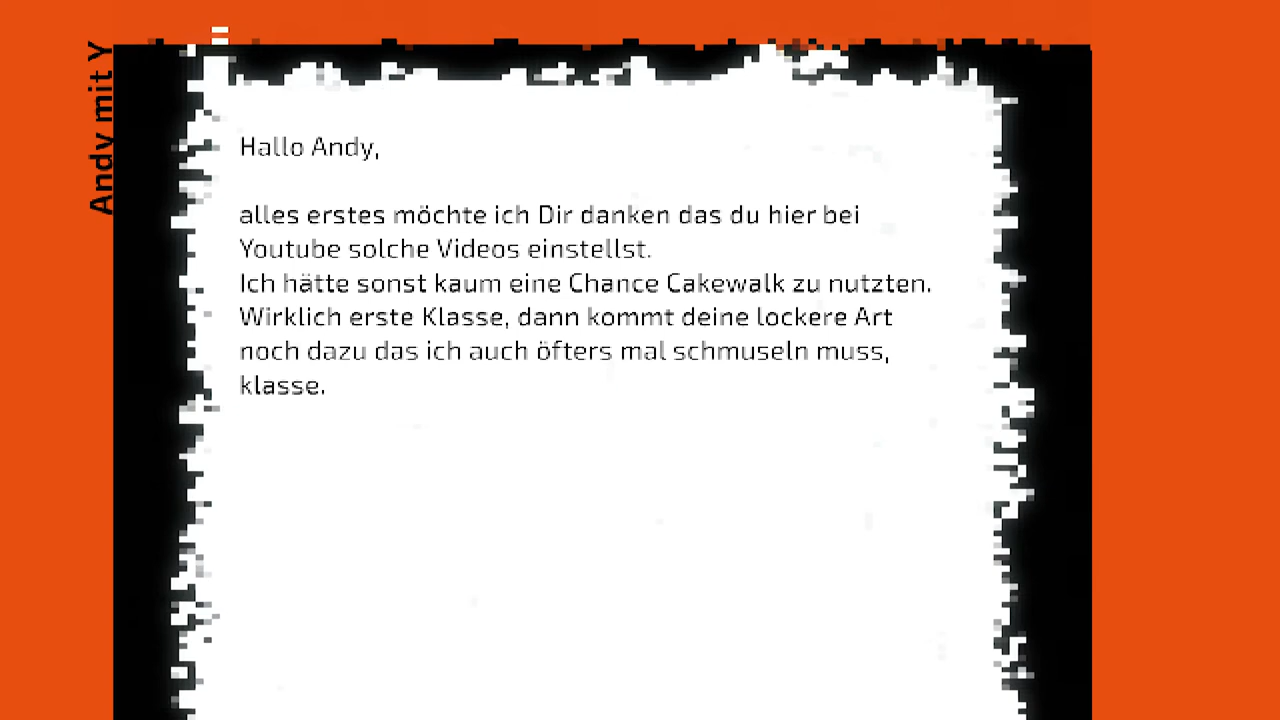 Andy mit Y
Hallo Andy,
alles erstes möchte ich Dir danken das du hier bei
Youtube solche Videos einstellst.
Ich hätte sonst kaum eine Chance Cakewalk zu nutzten.
Wirklich erste Klasse, dann kommt deine lockere Art
noch dazu das ich auch öfters mal schmuseln muss,
klasse.